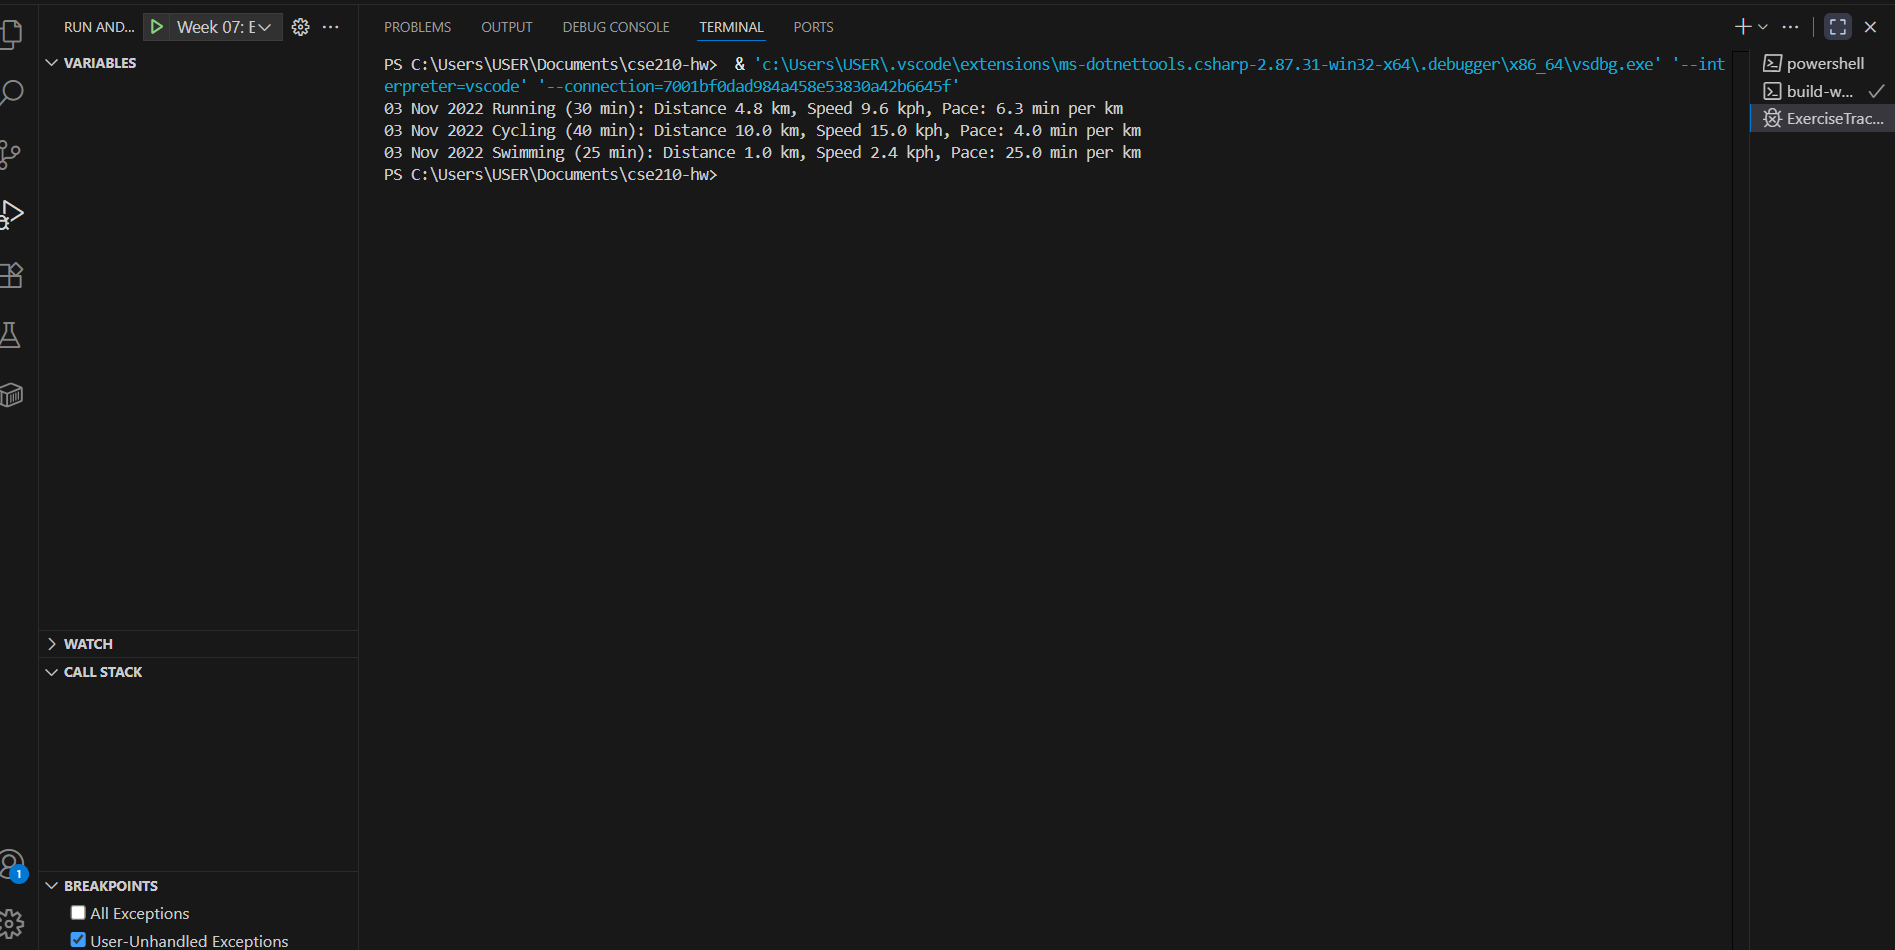 RUN AND... Week 07: E
PROBLEMS OUTPUT DEBUG CONSOLE TERMINAL PORTS
VARIABLES
PS C:\Users\USER\Documents\cse210-hw>  & 'c:\Users\USER\.vscode\extensions\ms-dotnettools.csharp-2.87.31-win32-x64\.debugger\x86_64\vsdbg.exe' '--int
erpreter=vscode' '--connection=7001bf0dad984a458e53830a42b6645f'
03 Nov 2022 Running (30 min): Distance 4.8 km, Speed 9.6 kph, Pace: 6.3 min per km
03 Nov 2022 Cycling (40 min): Distance 10.0 km, Speed 15.0 kph, Pace: 4.0 min per km
03 Nov 2022 Swimming (25 min): Distance 1.0 km, Speed 2.4 kph, Pace: 25.0 min per km
PS C:\Users\USER\Documents\cse210-hw>
powershell
build-w...
ExerciseTrac...
WATCH
CALL STACK
BREAKPOINTS
All Exceptions
User-Unhandled Exceptions
1